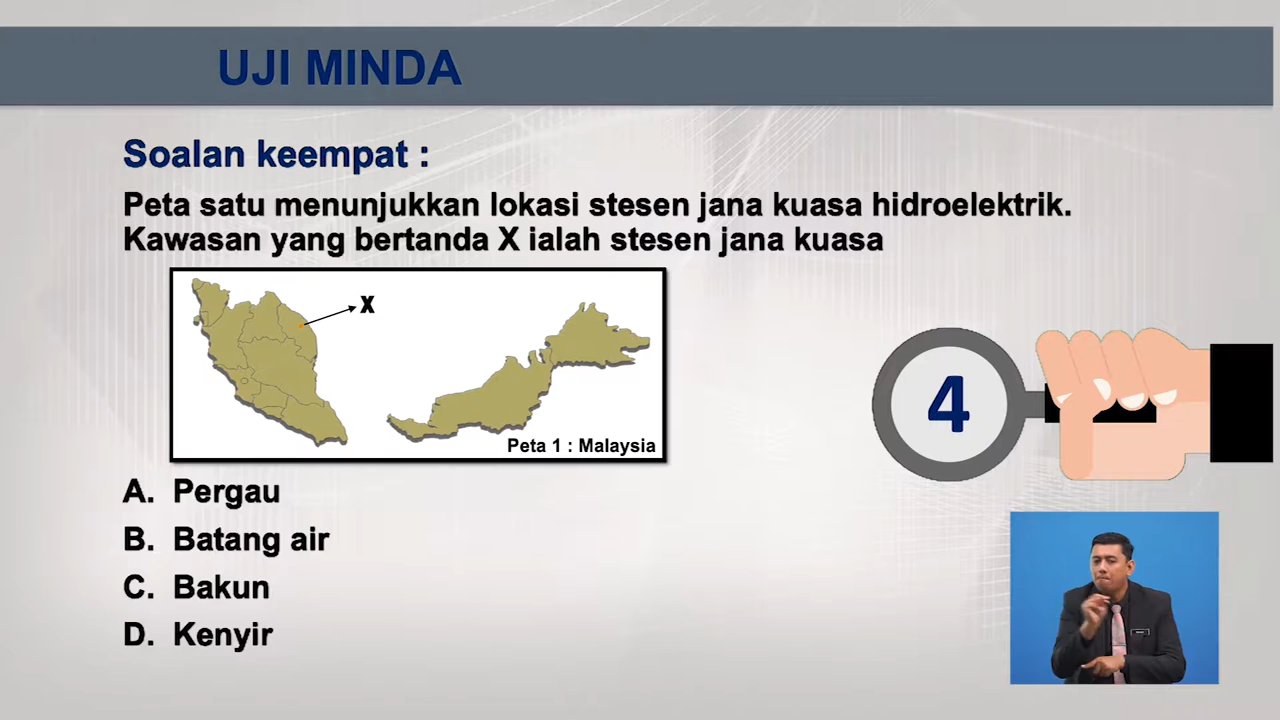 UJI MINDA
Soalan keempat :
Peta satu menunjukkan lokasi stesen jana kuasa hidroelektrik.
Kawasan yang bertanda X ialah stesen jana kuasa
X
Peta 1 : Malaysia
4
A. Pergau
B. Batang air
C. Bakun
D. Kenyir